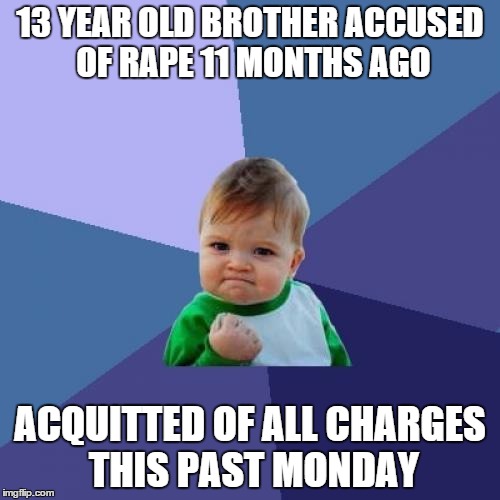 13 YEAR OLD BROTHER ACCUSED
OF RAPE 11 MONTHS AGO
ACQUITTED OF ALL CHARGES
THIS PAST MONDAY
imgflip.com